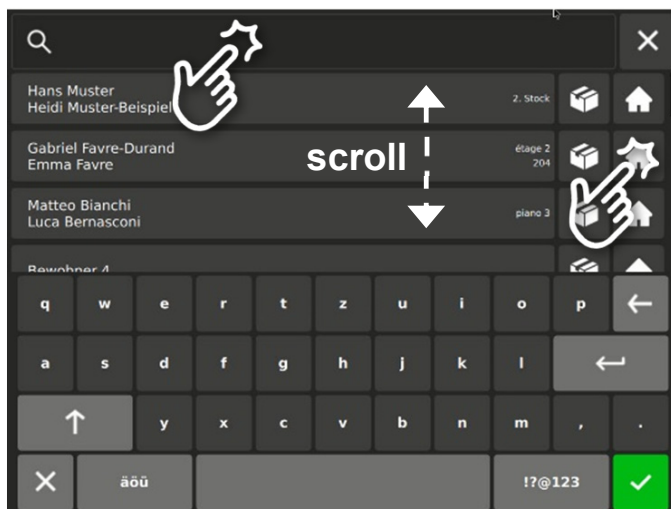 Hans Muster
Heidi Muster-Beispiel
2. Stock
Gabriel Favre-Durand
Emma Favre
étage 2
204
scroll
Matteo Bianchi
Luca Bernasconi
piano 3
Bewohner 4
q w e r t z u i o p
a s d f g h j k l
y x c v b n m , .
äöü !?@123